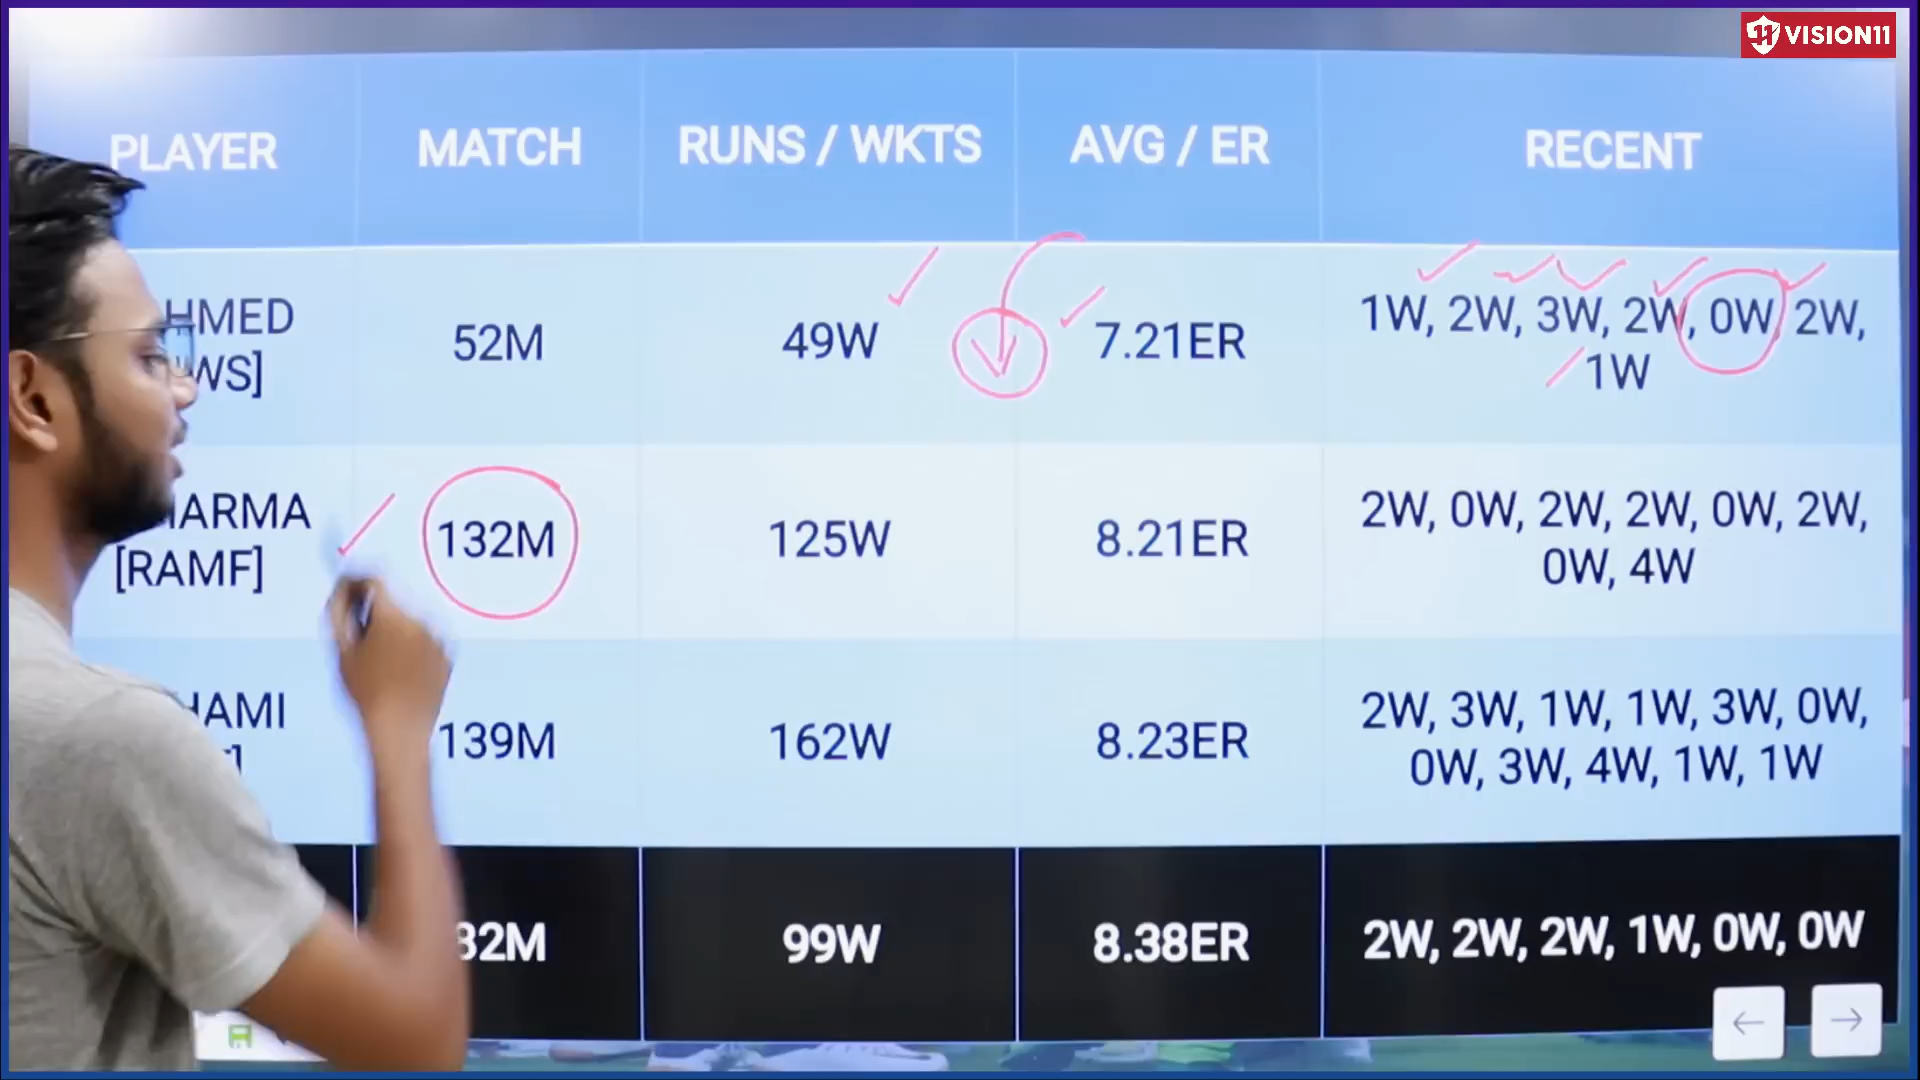 VISION11
PLAYER MATCH RUNS / WKTS AVG / ER RECENT
HMED 52M 49W 7.21ER 1W, 2W, 3W, 2W, 0W, 2W,
WS] 1W
ARMA 132M 125W 8.21ER 2W, 0W, 2W, 2W, 0W, 2W,
[RAMF] 0W, 4W
HAMI 139M 162W 8.23ER 2W, 3W, 1W, 1W, 3W, 0W,
0W, 3W, 4W, 1W, 1W
32M 99W 8.38ER 2W, 2W, 2W, 1W, 0W, 0W